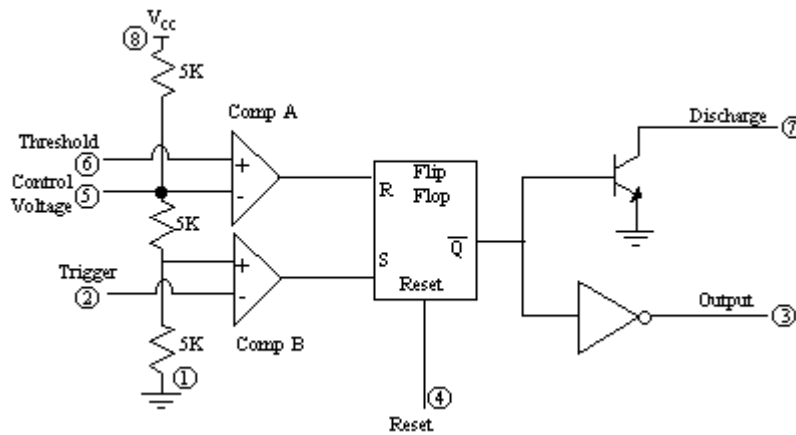 V_CC
8
5K
Comp A
Discharge
7
Threshold
6
+
Flip
Flop
Control
Voltage
5
-
R
5K
Q̅
Trigger
2
+
-
S
Reset
Output
3
5K
Comp B
1
4
Reset